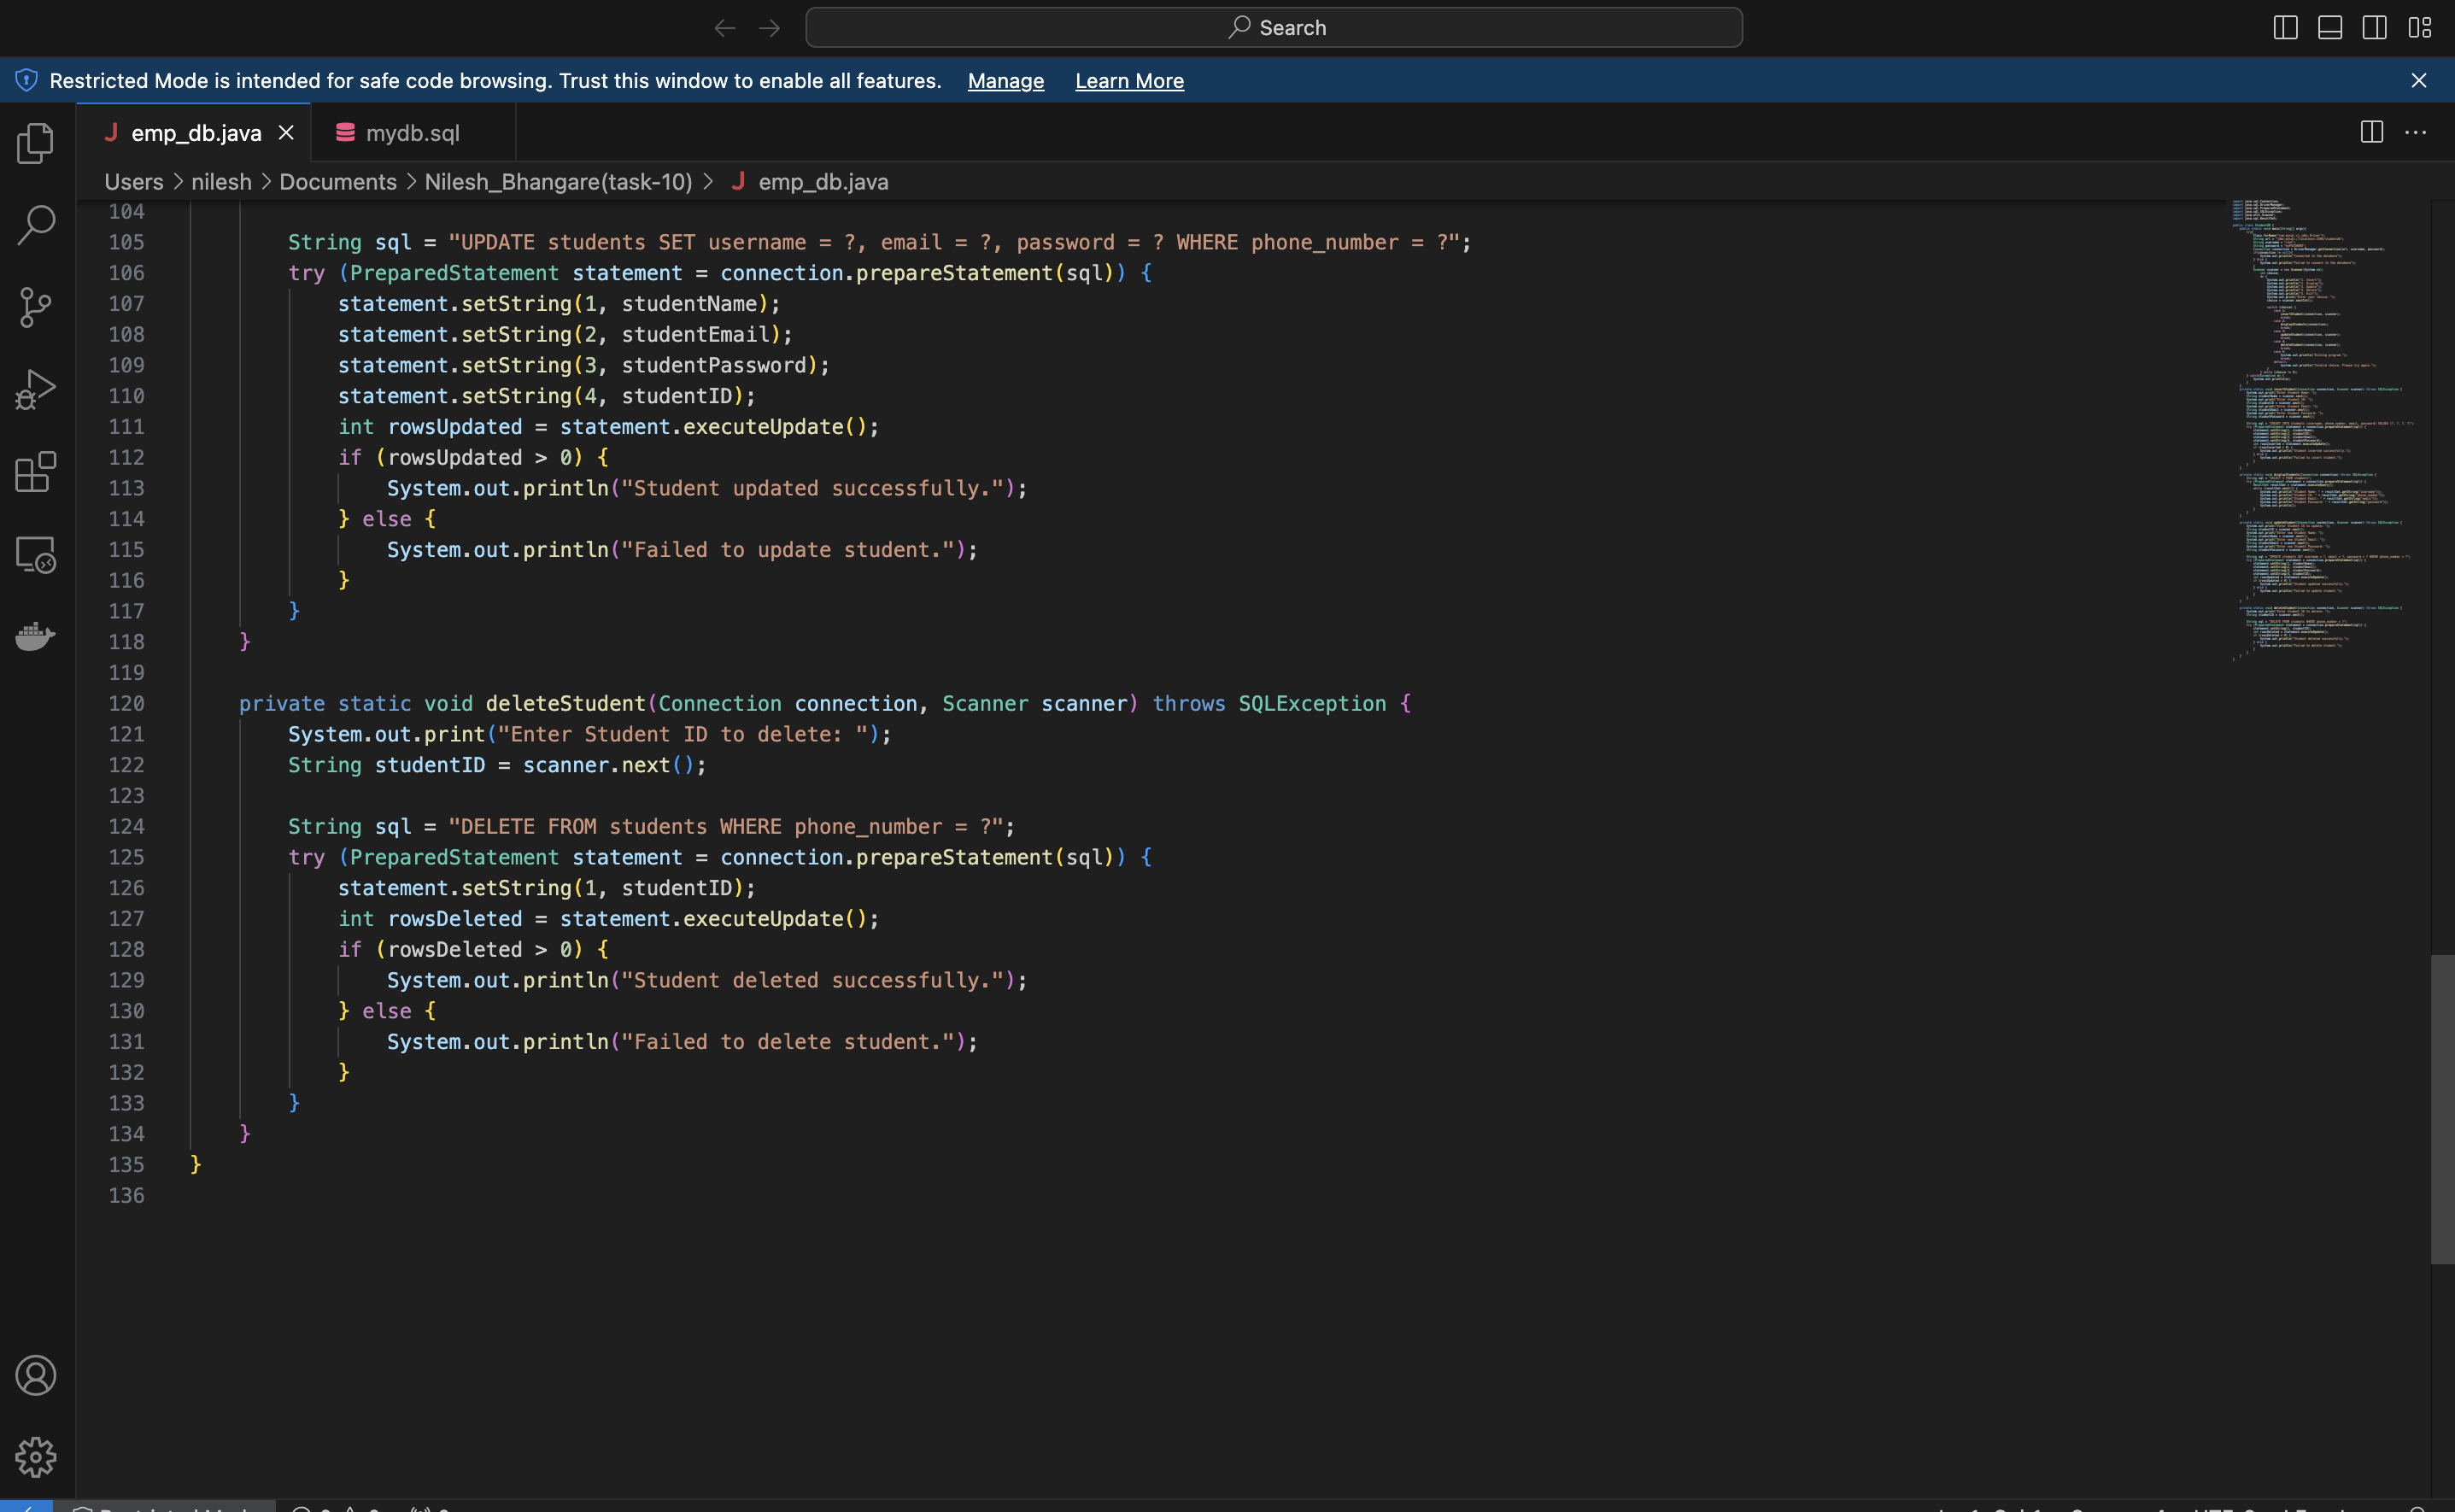 Search
Restricted Mode is intended for safe code browsing. Trust this window to enable all features. Manage Learn More
emp_db.java
mydb.sql
Users > nilesh > Documents > Nilesh_Bhangare(task-10) > J emp_db.java
104
105 String sql = "UPDATE students SET username = ?, email = ?, password = ? WHERE phone_number = ?";
106 try (PreparedStatement statement = connection.prepareStatement(sql)) {
107 statement.setString(1, studentName);
108 statement.setString(2, studentEmail);
109 statement.setString(3, studentPassword);
110 statement.setString(4, studentID);
111 int rowsUpdated = statement.executeUpdate();
112 if (rowsUpdated > 0) {
113 System.out.println("Student updated successfully.");
114 } else {
115 System.out.println("Failed to update student.");
116 }
117 }
118 }
119
120 private static void deleteStudent(Connection connection, Scanner scanner) throws SQLException {
121 System.out.print("Enter Student ID to delete: ");
122 String studentID = scanner.next();
123
124 String sql = "DELETE FROM students WHERE phone_number = ?";
125 try (PreparedStatement statement = connection.prepareStatement(sql)) {
126 statement.setString(1, studentID);
127 int rowsDeleted = statement.executeUpdate();
128 if (rowsDeleted > 0) {
129 System.out.println("Student deleted successfully.");
130 } else {
131 System.out.println("Failed to delete student.");
132 }
133 }
134 }
135 }
136